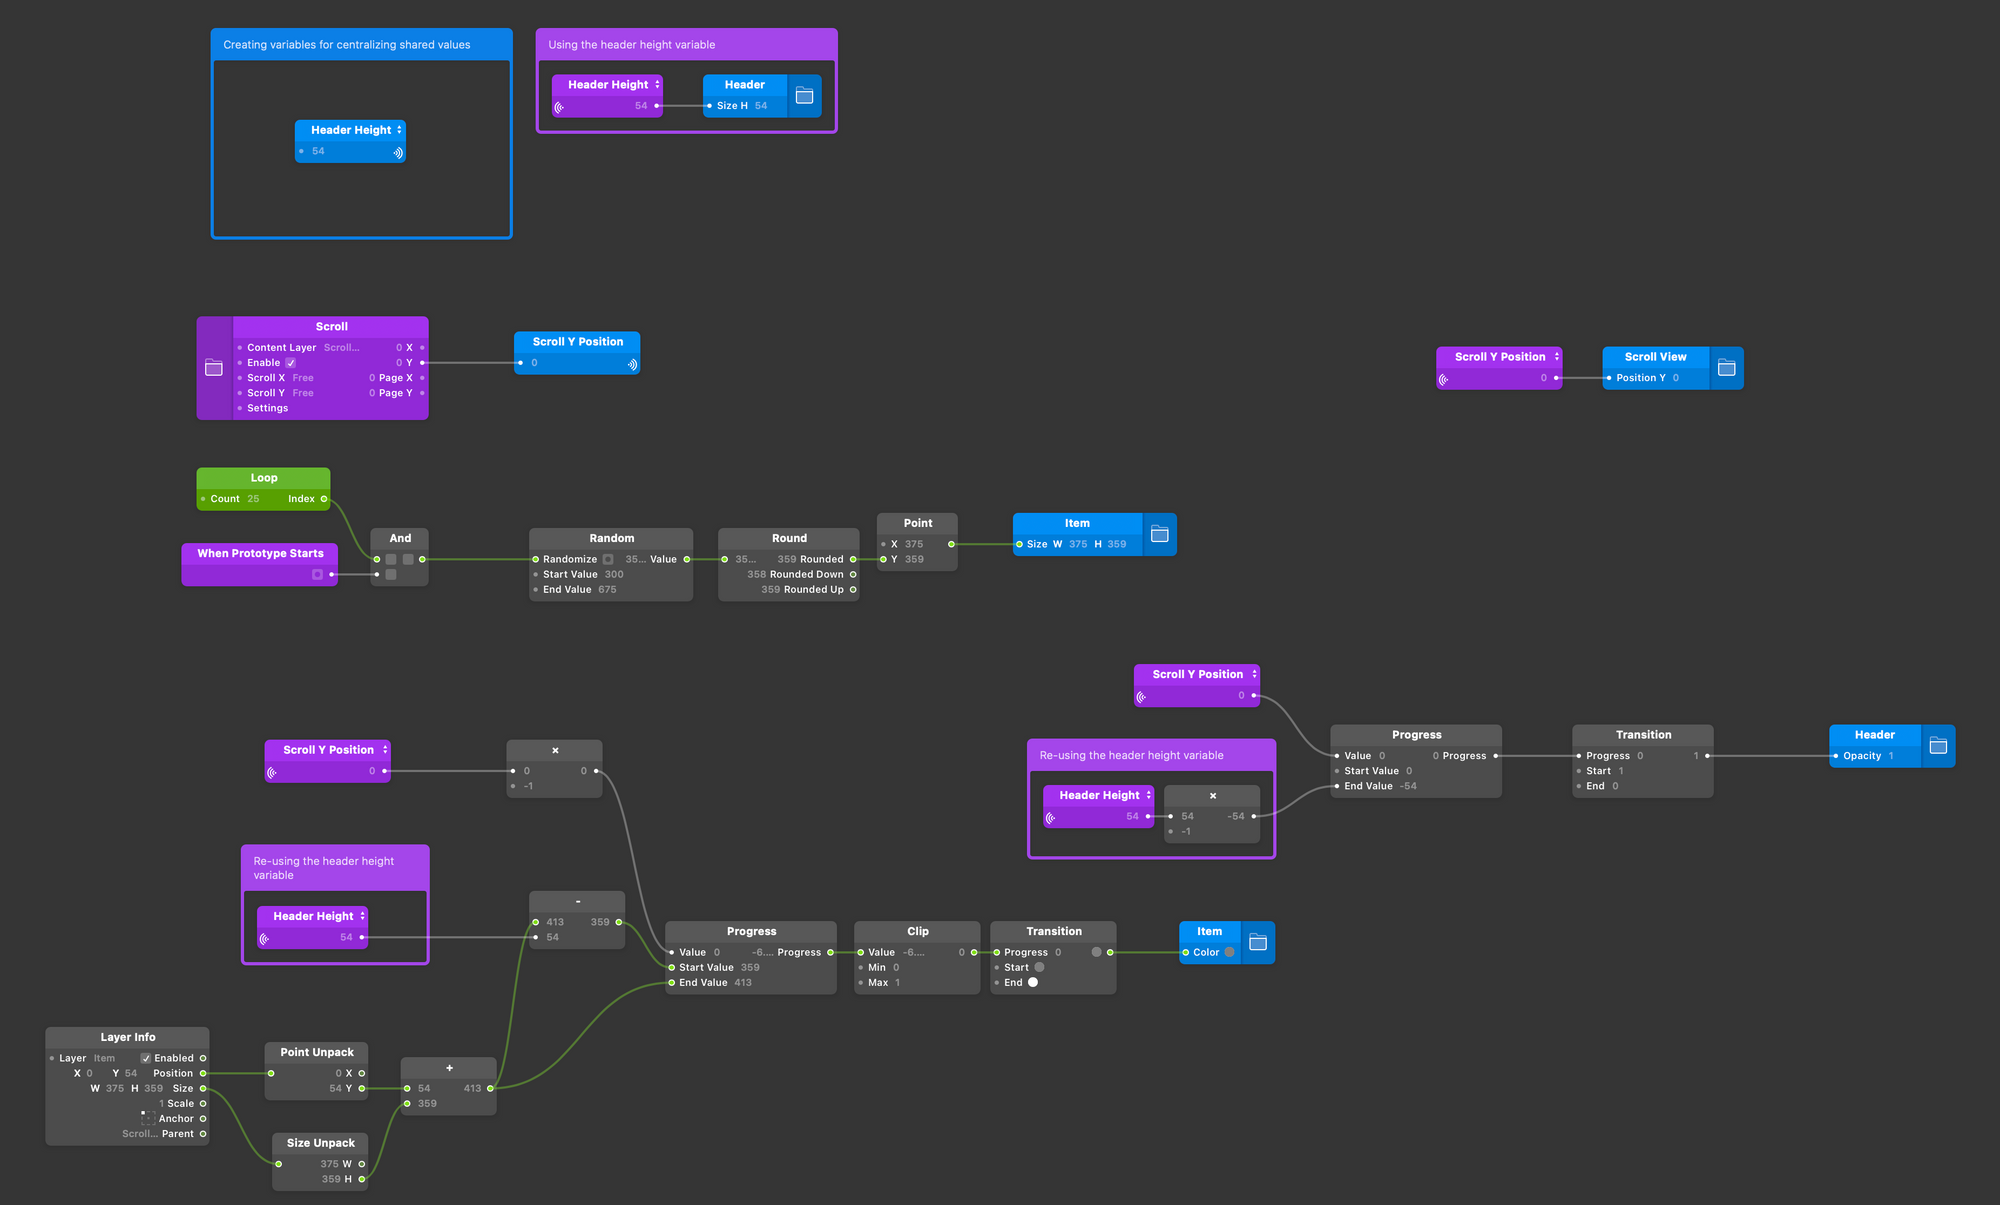 Creating variables for centralizing shared values
Header Height
54
Using the header height variable
Header Height
54
Header
Size H 54
Scroll
Content Layer Scroll... 0 X
Enable 0 Y
Scroll X Free 0 Page X
Scroll Y Free 0 Page Y
Settings
Scroll Y Position
0
Scroll Y Position
0
Scroll View
Position Y 0
Loop
Count 25 Index
When Prototype Starts
And
Random
Randomize 35... Value
Start Value 300
End Value 675
Round
35... 359 Rounded
358 Rounded Down
359 Rounded Up
Point
X 375
Y 359
Item
Size W 375 H 359
Scroll Y Position
0
Re-using the header height variable
Header Height
54
×
54 -54
-1
Progress
Value 0 0 Progress
Start Value 0
End Value -54
Transition
Progress 0 1
Start 1
End 0
Header
Opacity 1
Scroll Y Position
0
×
0 0
-1
Re-using the header height
variable
Header Height
54
-
413 359
54
Progress
Value 0 -6.... Progress
Start Value 359
End Value 413
Clip
Value -6.... 0
Min 0
Max 1
Transition
Progress 0
Start
End
Item
Color
Layer Info
Layer Item Enabled
X 0 Y 54 Position
W 375 H 359 Size
1 Scale
Anchor
Scroll... Parent
Point Unpack
0 X
54 Y
Size Unpack
375 W
359 H
+
54 413
359